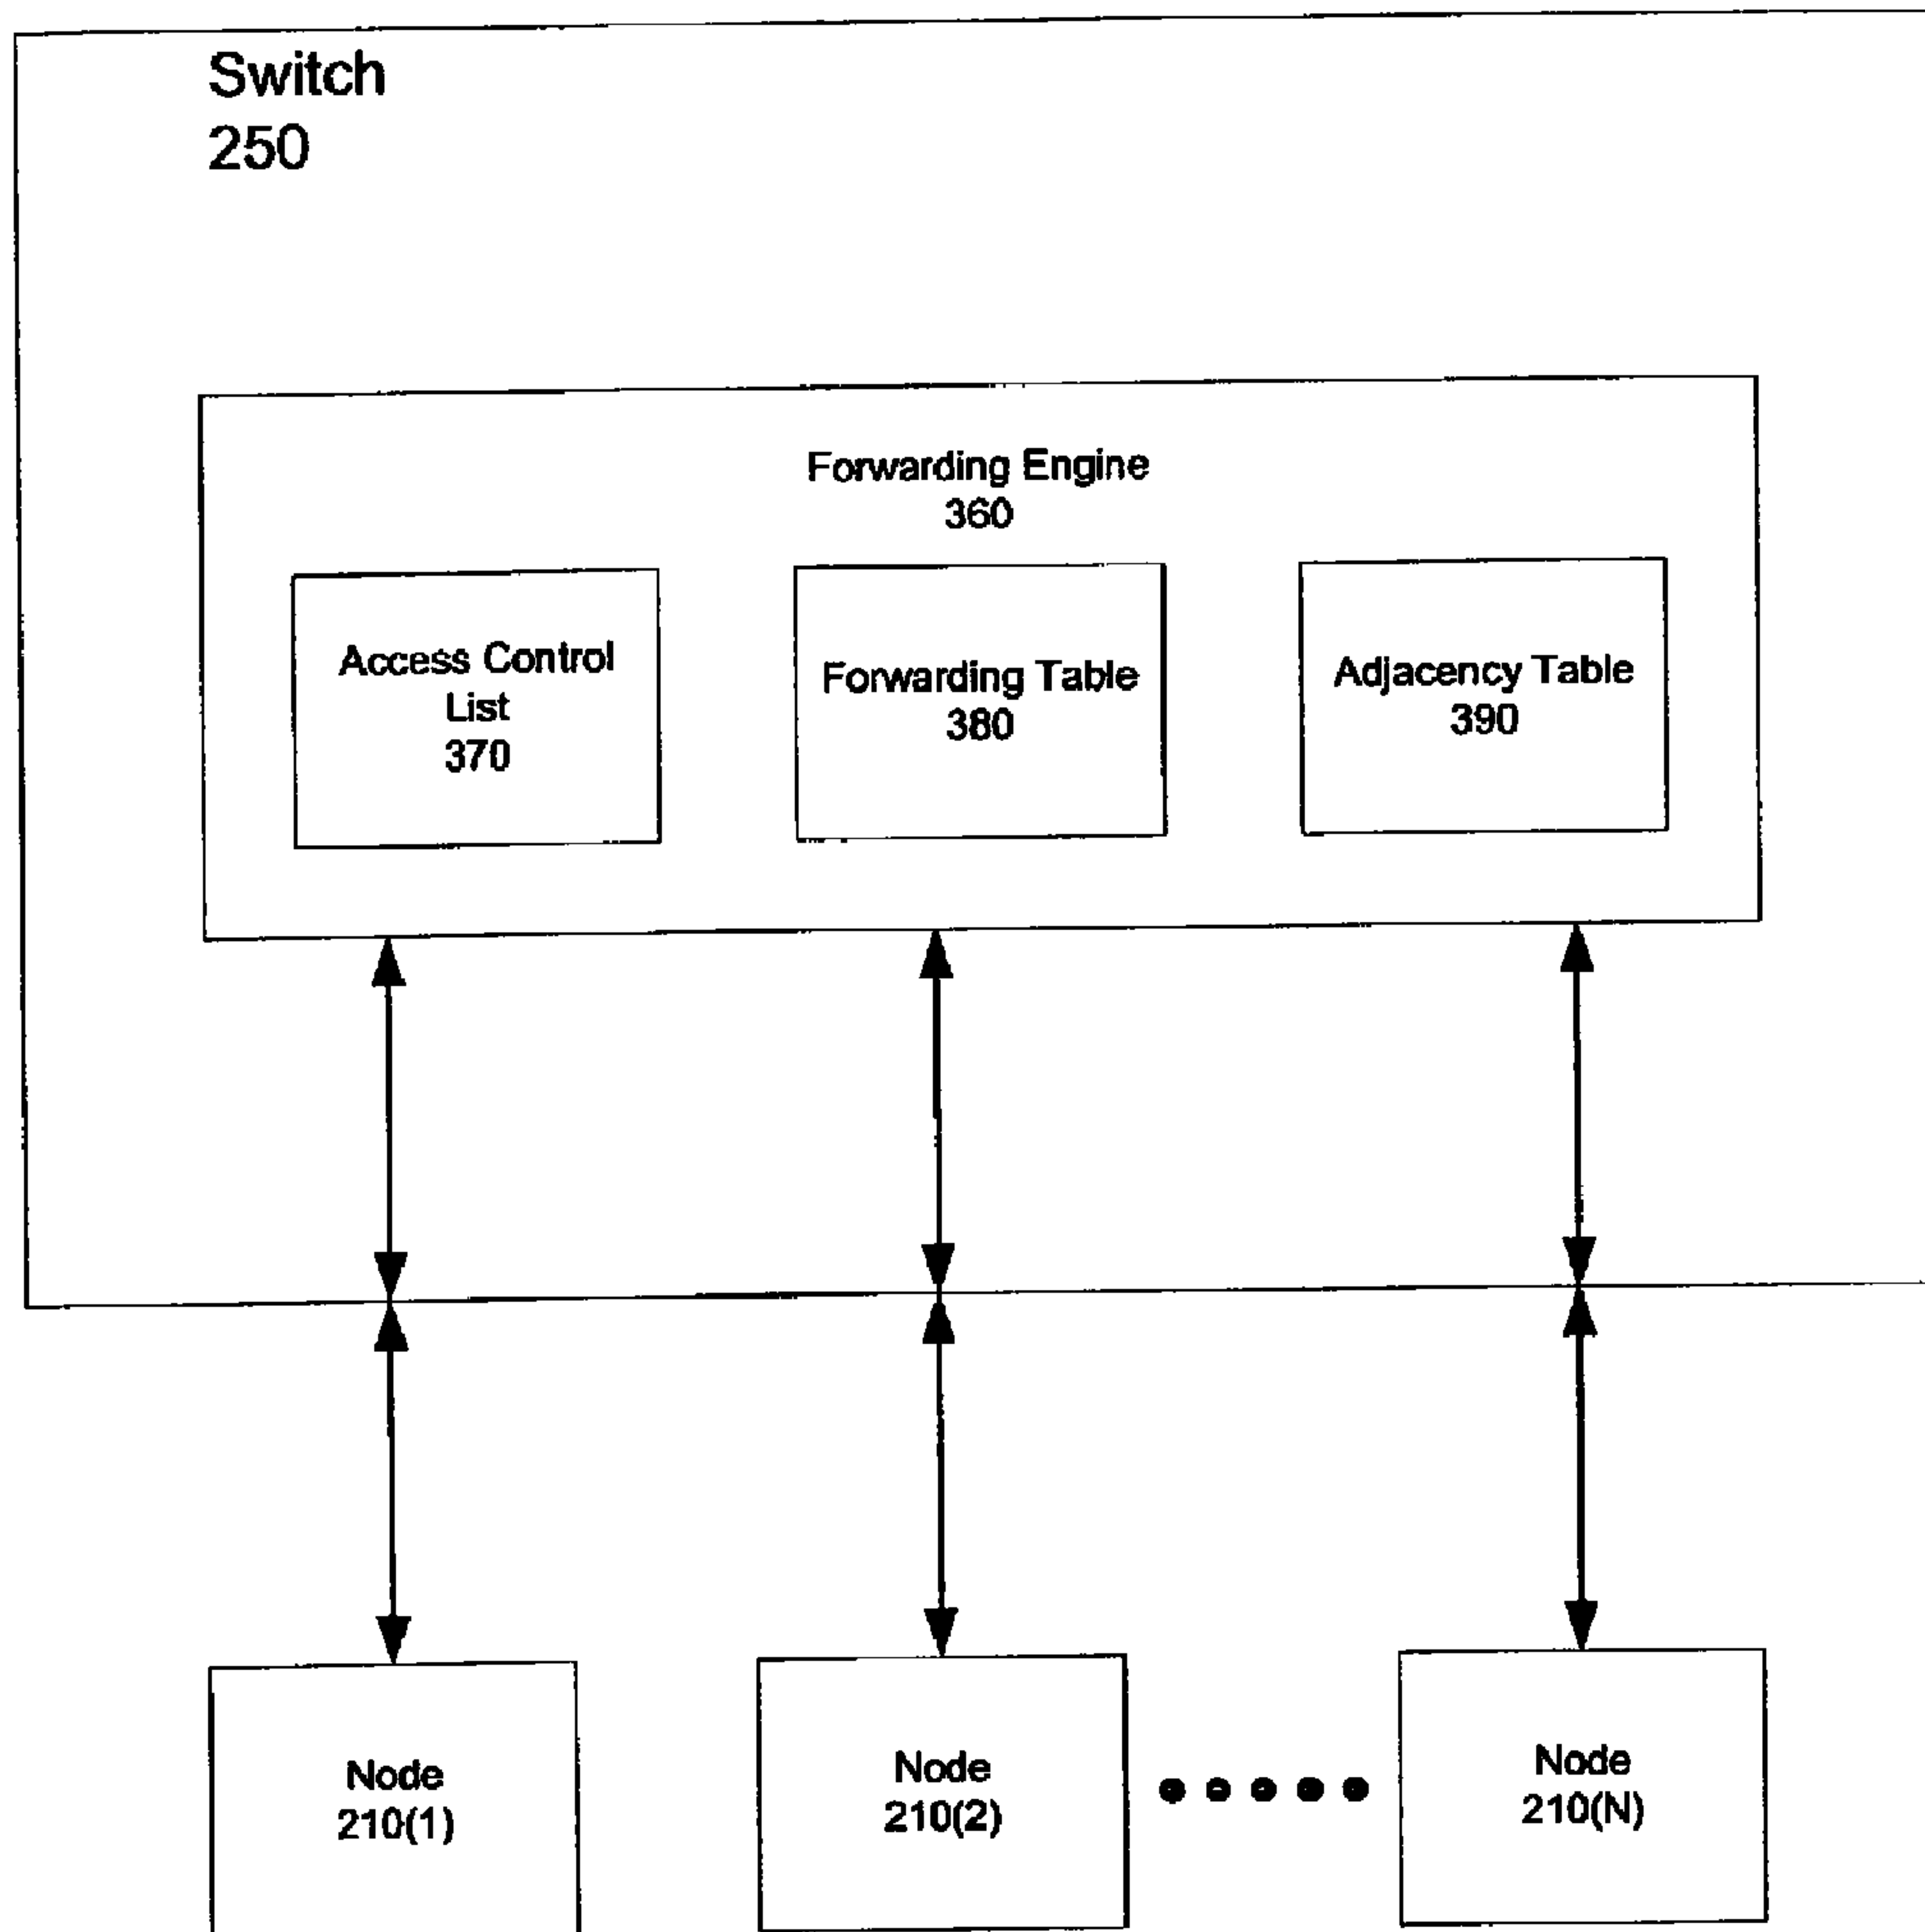 Switch
250
Forwarding Engine
360
Access Control
List
370
Forwarding Table
380
Adjacency Table
390
Node
210(1)
Node
210(2)
Node
210(N)